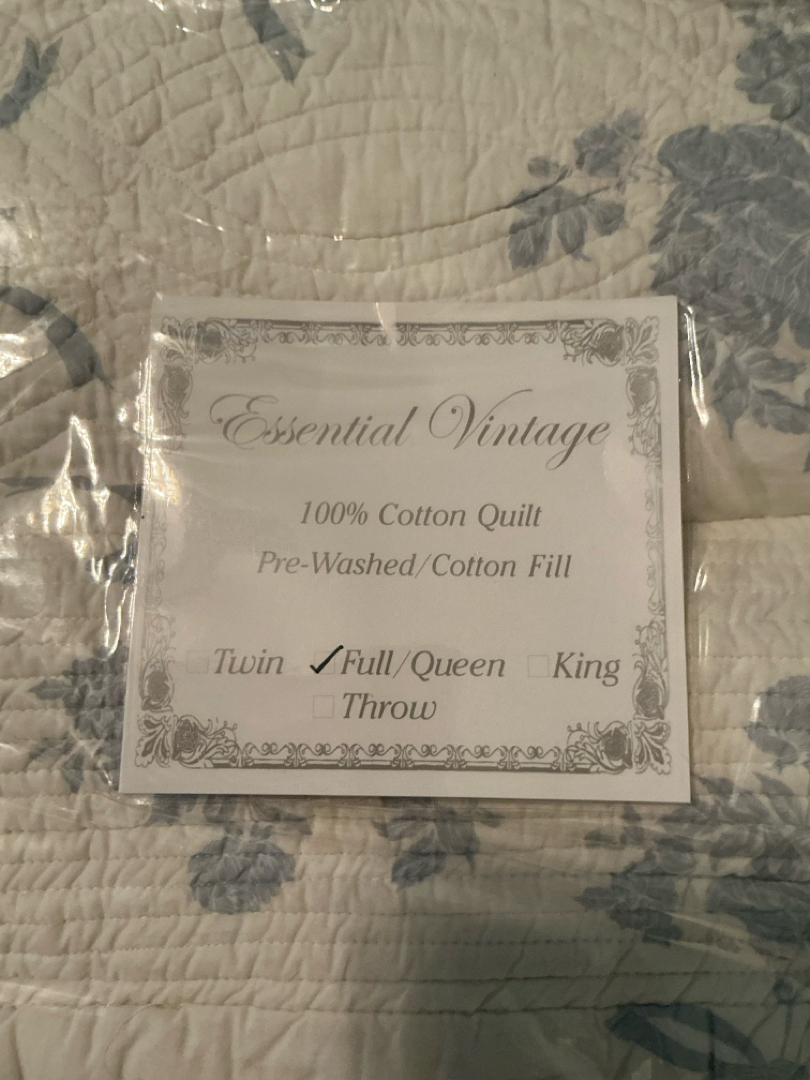 Essential Vintage
100% Cotton Quilt
Pre-Washed/Cotton Fill
☐Twin ✓Full/Queen ☐King
☐Throw